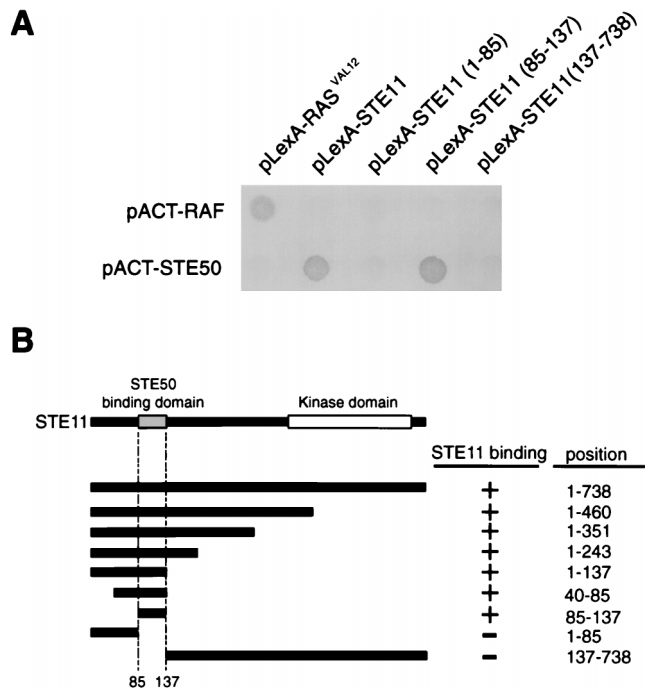 A
pLexA-RAS VAL12
pLexA-STE11
pLexA-STE11 (1-85)
pLexA-STE11 (85-137)
pLexA-STE11(137-738)
pACT-RAF
pACT-STE50
B
STE50
binding domain
Kinase domain
STE11
STE11 binding position
+ 1-738
+ 1-460
+ 1-351
+ 1-243
+ 1-137
+ 40-85
+ 85-137
- 1-85
- 137-738
85 137